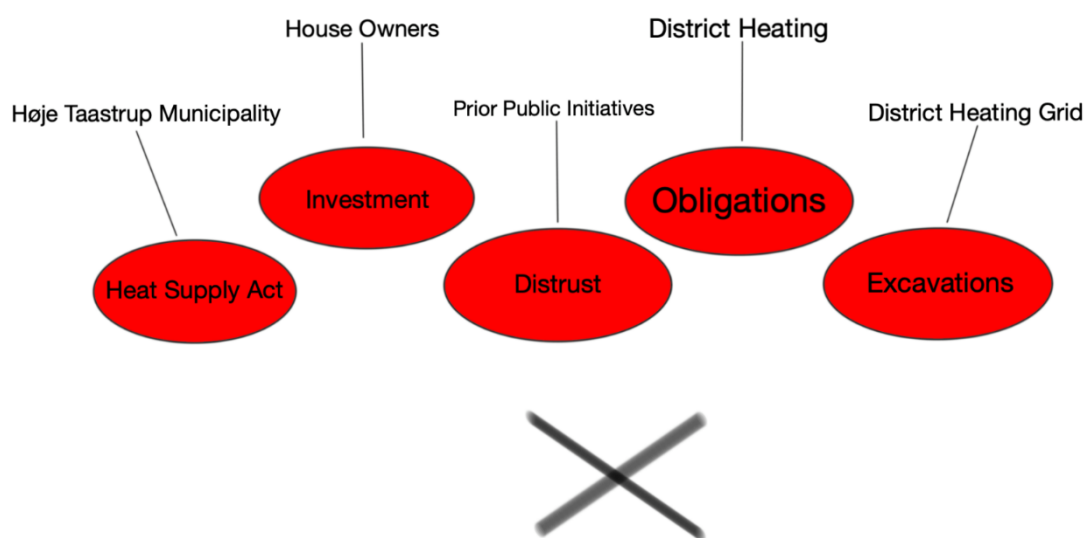 House Owners
District Heating
Høje Taastrup Municipality
Prior Public Initiatives
District Heating Grid
Investment
Obligations
Heat Supply Act
Distrust
Excavations